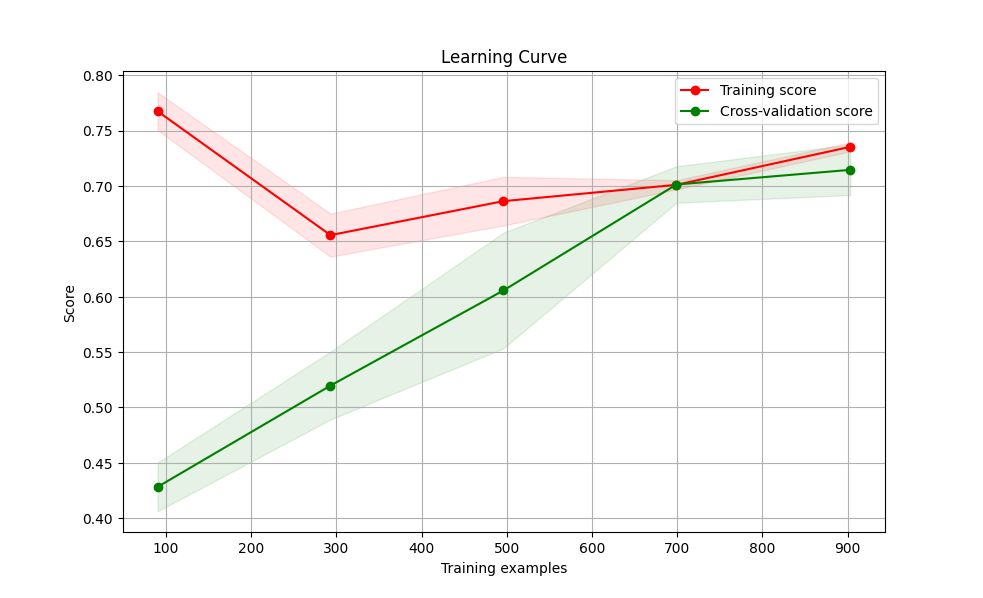 Learning Curve
Training score
Cross-validation score
0.80
0.75
0.70
0.65
0.60
0.55
0.50
0.45
0.40
Score
100 200 300 400 500 600 700 800 900
Training examples